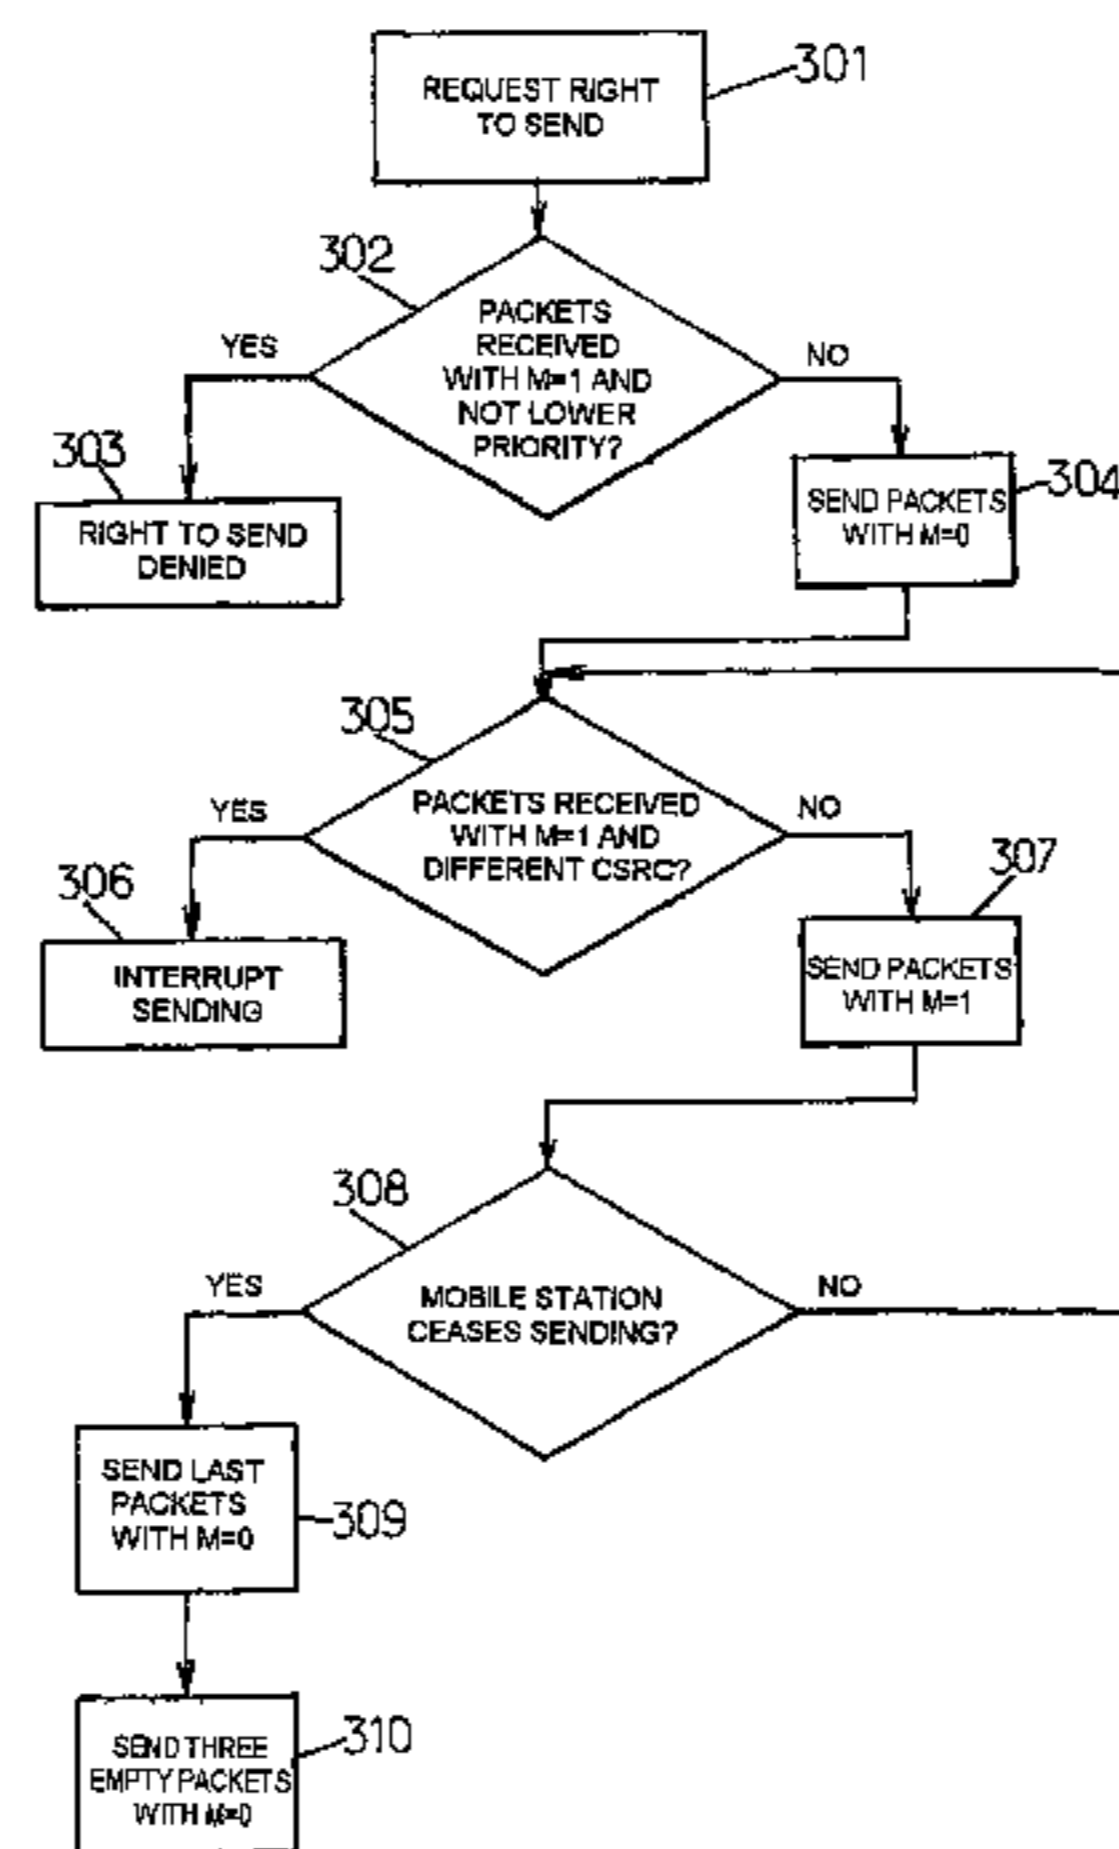 REQUEST RIGHT
TO SEND
301
302
PACKETS
RECEIVED
WITH M=1 AND
NOT LOWER
PRIORITY?
YES
NO
303
RIGHT TO SEND
DENIED
SEND PACKETS
WITH M=0
304
305
PACKETS RECEIVED
WITH M=1 AND
DIFFERENT CSRC?
YES
NO
306
INTERRUPT
SENDING
307
SEND PACKETS
WITH M=1
308
MOBILE STATION
CEASES SENDING?
YES
NO
SEND LAST
PACKETS
WITH M=0
309
SEND THREE
EMPTY PACKETS
WITH M=0
310